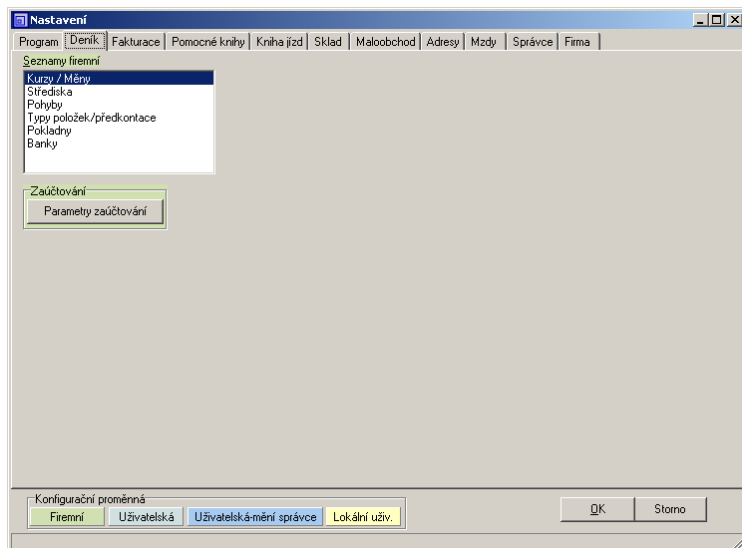 Nastavení
Program Deník Fakturace Pomocné knihy Kniha jízd Sklad Maloobchod Adresy Mzdy Správce Firma
Seznamy firemní
Kurzy / Měny
Střediska
Pohyby
Typy položek/předkontace
Pokladny
Banky
Zaúčtování
Parametry zaúčtování
Konfigurační proměnná
Firemní Uživatelská Uživatelská-mění správce Lokální uživ. OK Storno